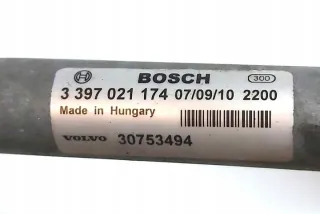 BOSCH 300
3 397 021 174 07/09/10 2200
Made in Hungary
VOLVO 30753494